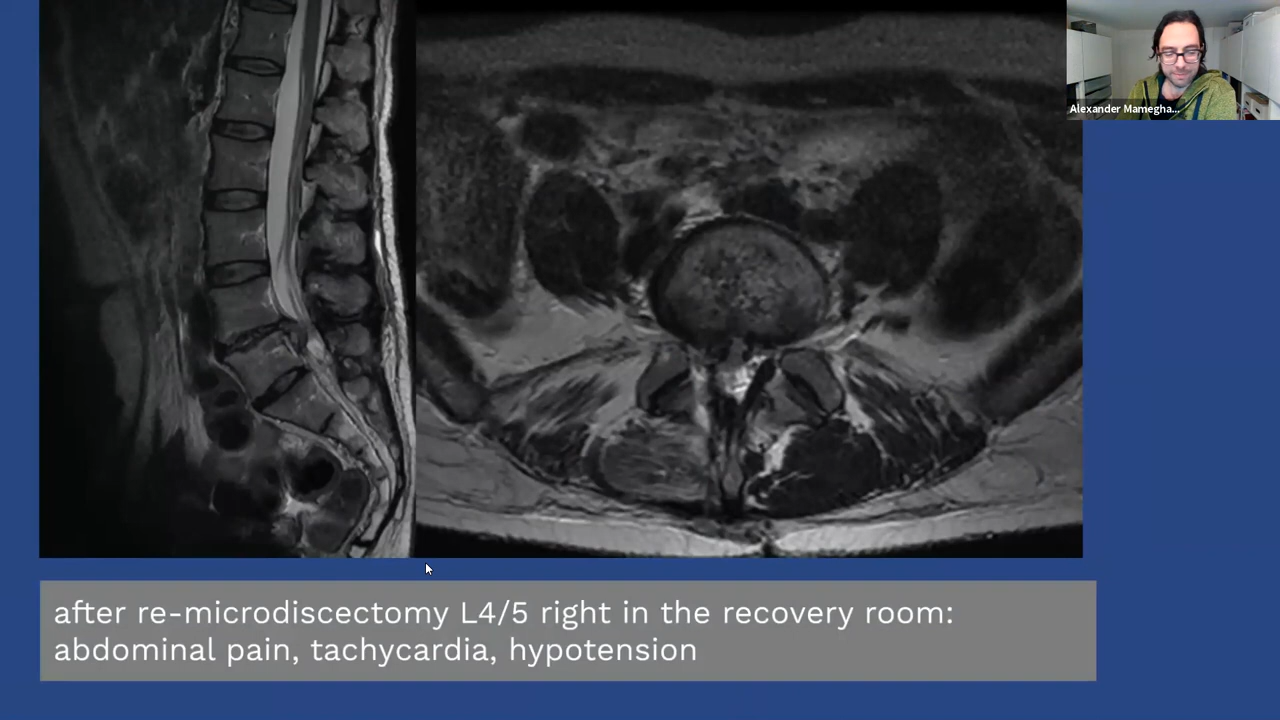 Alexander Mamegha...
after re-microdiscectomy L4/5 right in the recovery room:
abdominal pain, tachycardia, hypotension